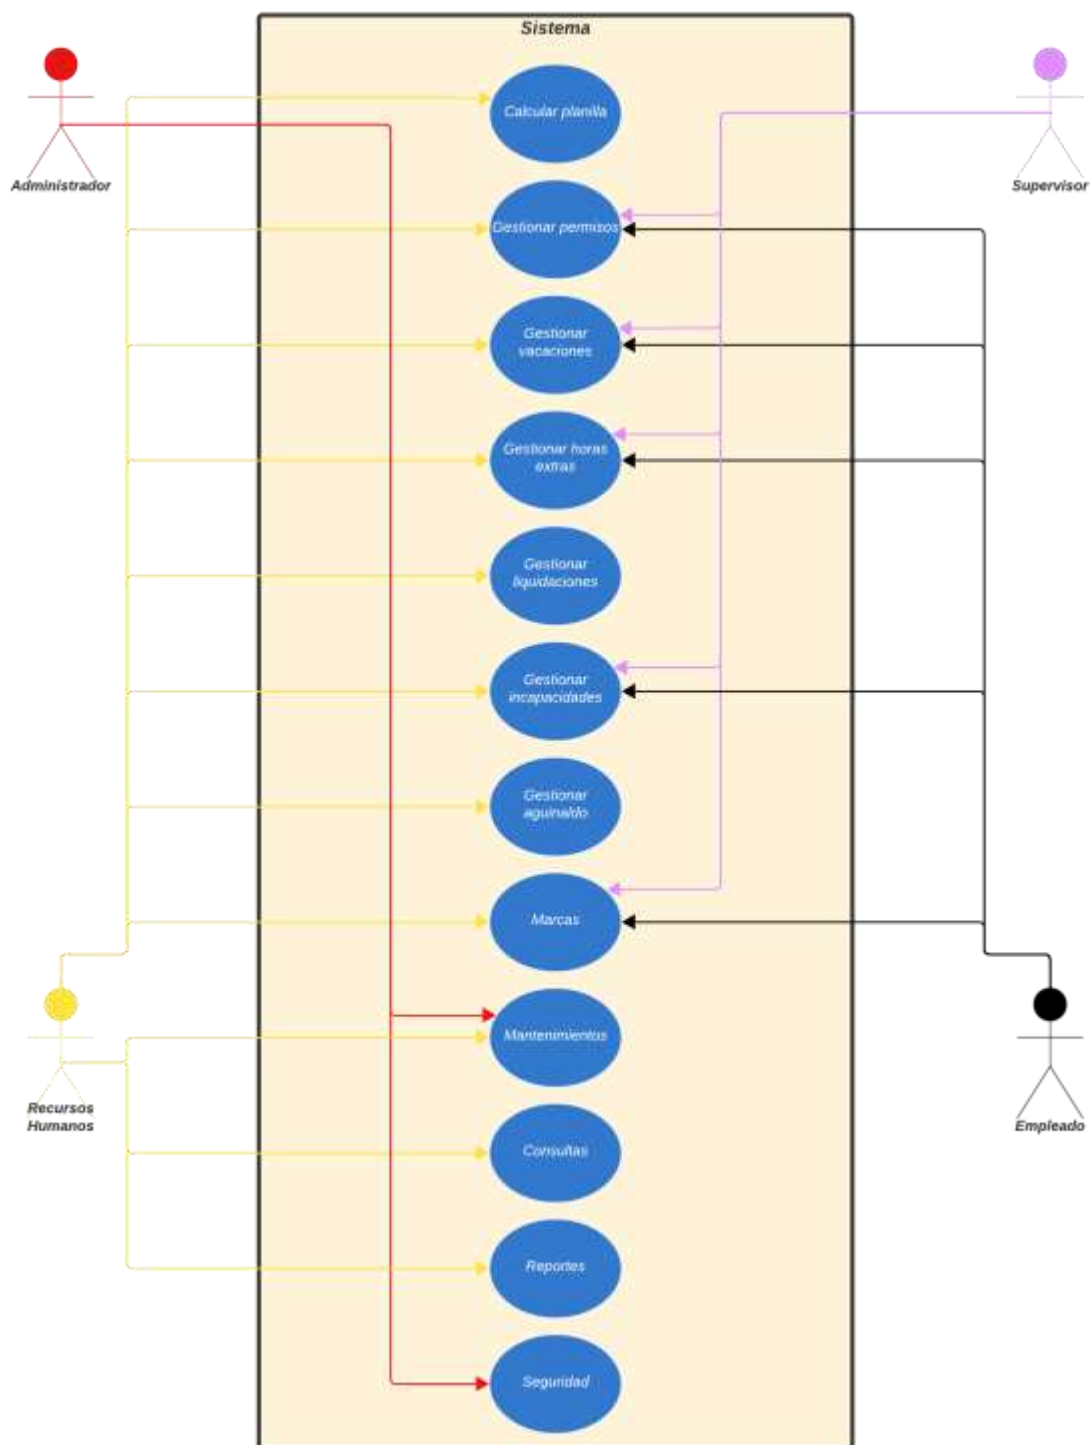 Sistema
Administrador
Supervisor
Calcular planilla
Gestionar permisos
Gestionar
vacaciones
Gestionar horas
extras
Gestionar
liquidaciones
Gestionar
incapacidades
Gestionar
aguinaldo
Marcas
Mantenimientos
Recursos
Humanos
Empleado
Consultas
Reportes
Seguridad